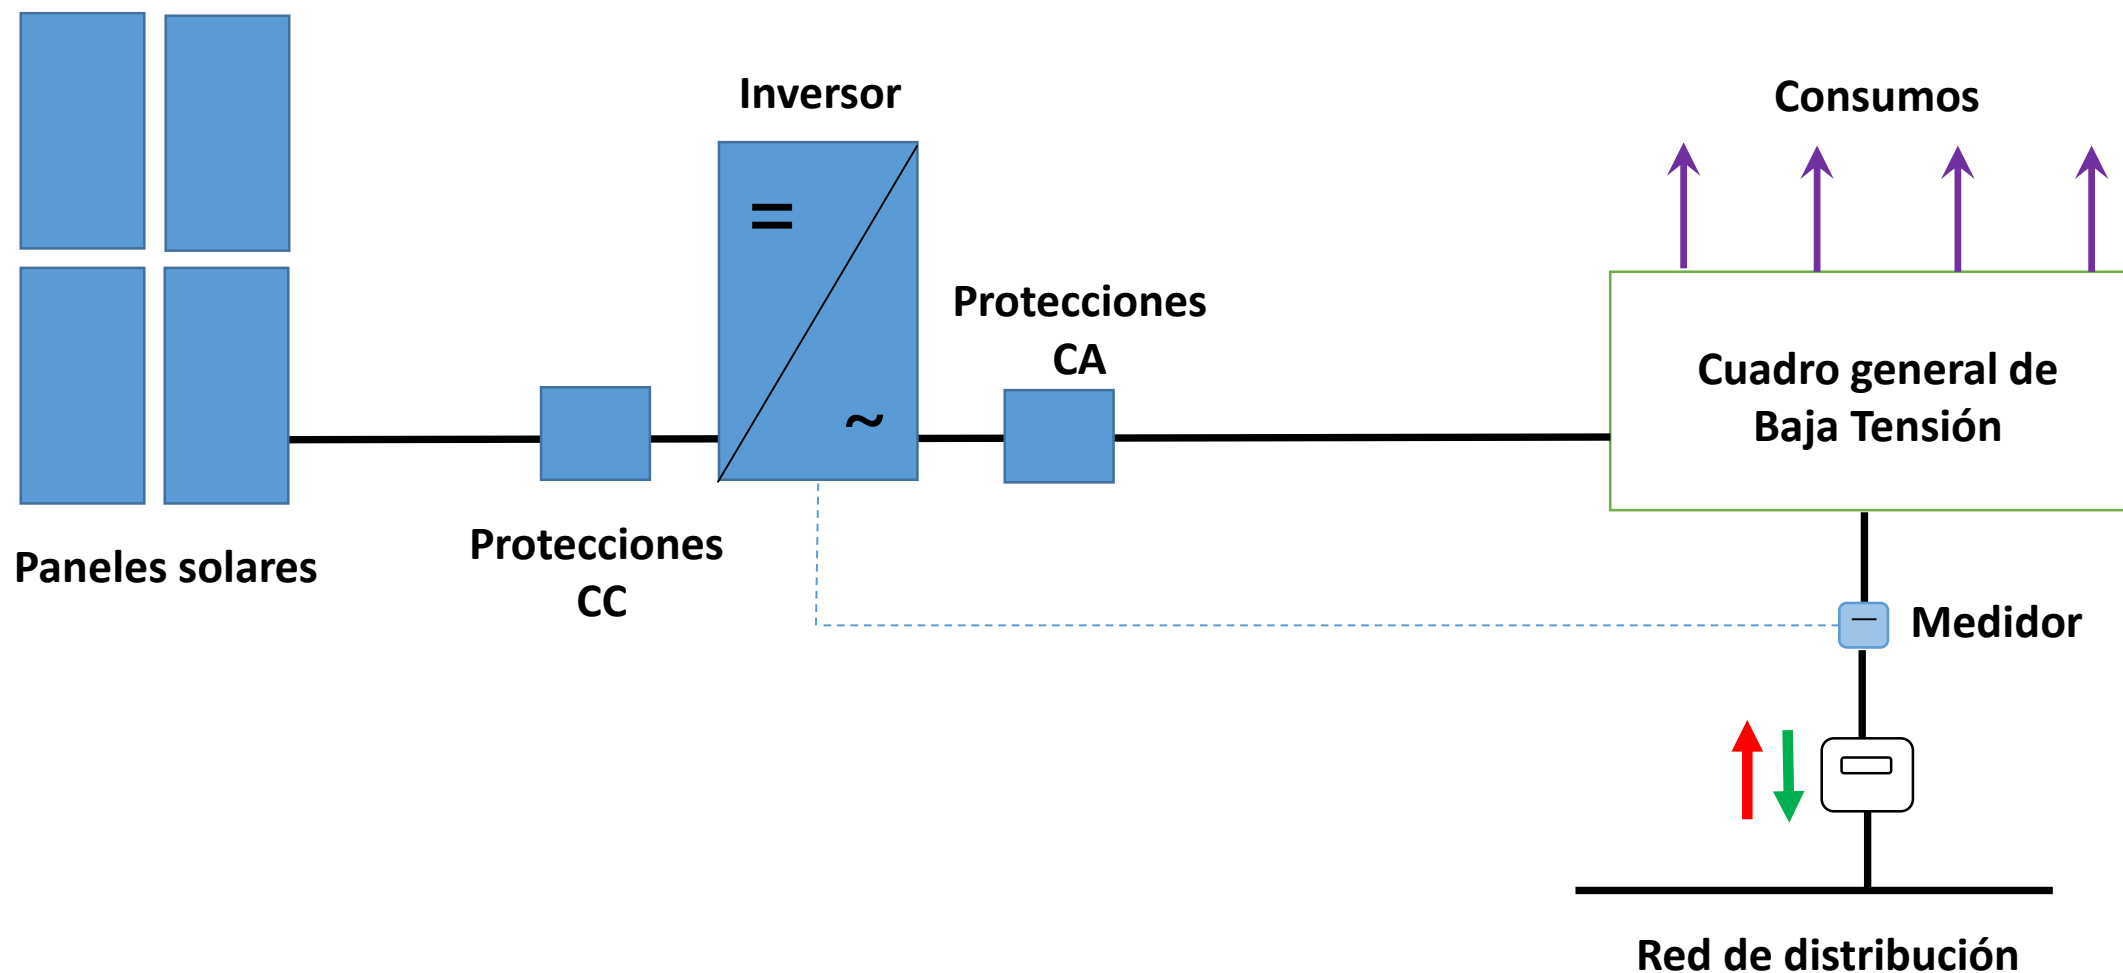 Inversor
Consumos
=
~
Protecciones
CA
Cuadro general de
Baja Tensión
Protecciones
CC
Paneles solares
Medidor
Red de distribución